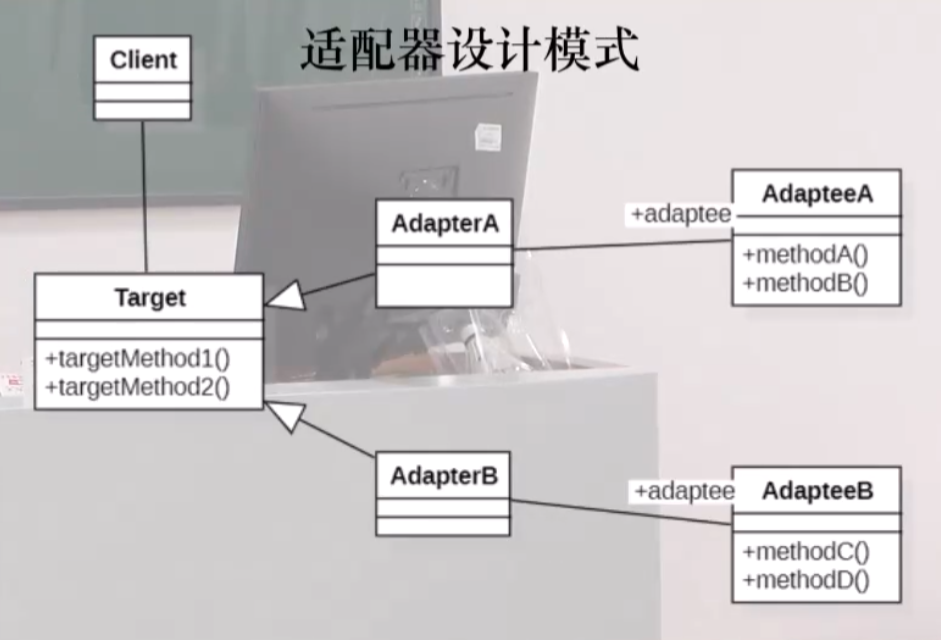 适配器设计模式
Client
Target
+targetMethod1()
+targetMethod2()
AdapterA
+adaptee
AdapteeA
+methodA()
+methodB()
AdapterB
+adaptee
AdapteeB
+methodC()
+methodD()